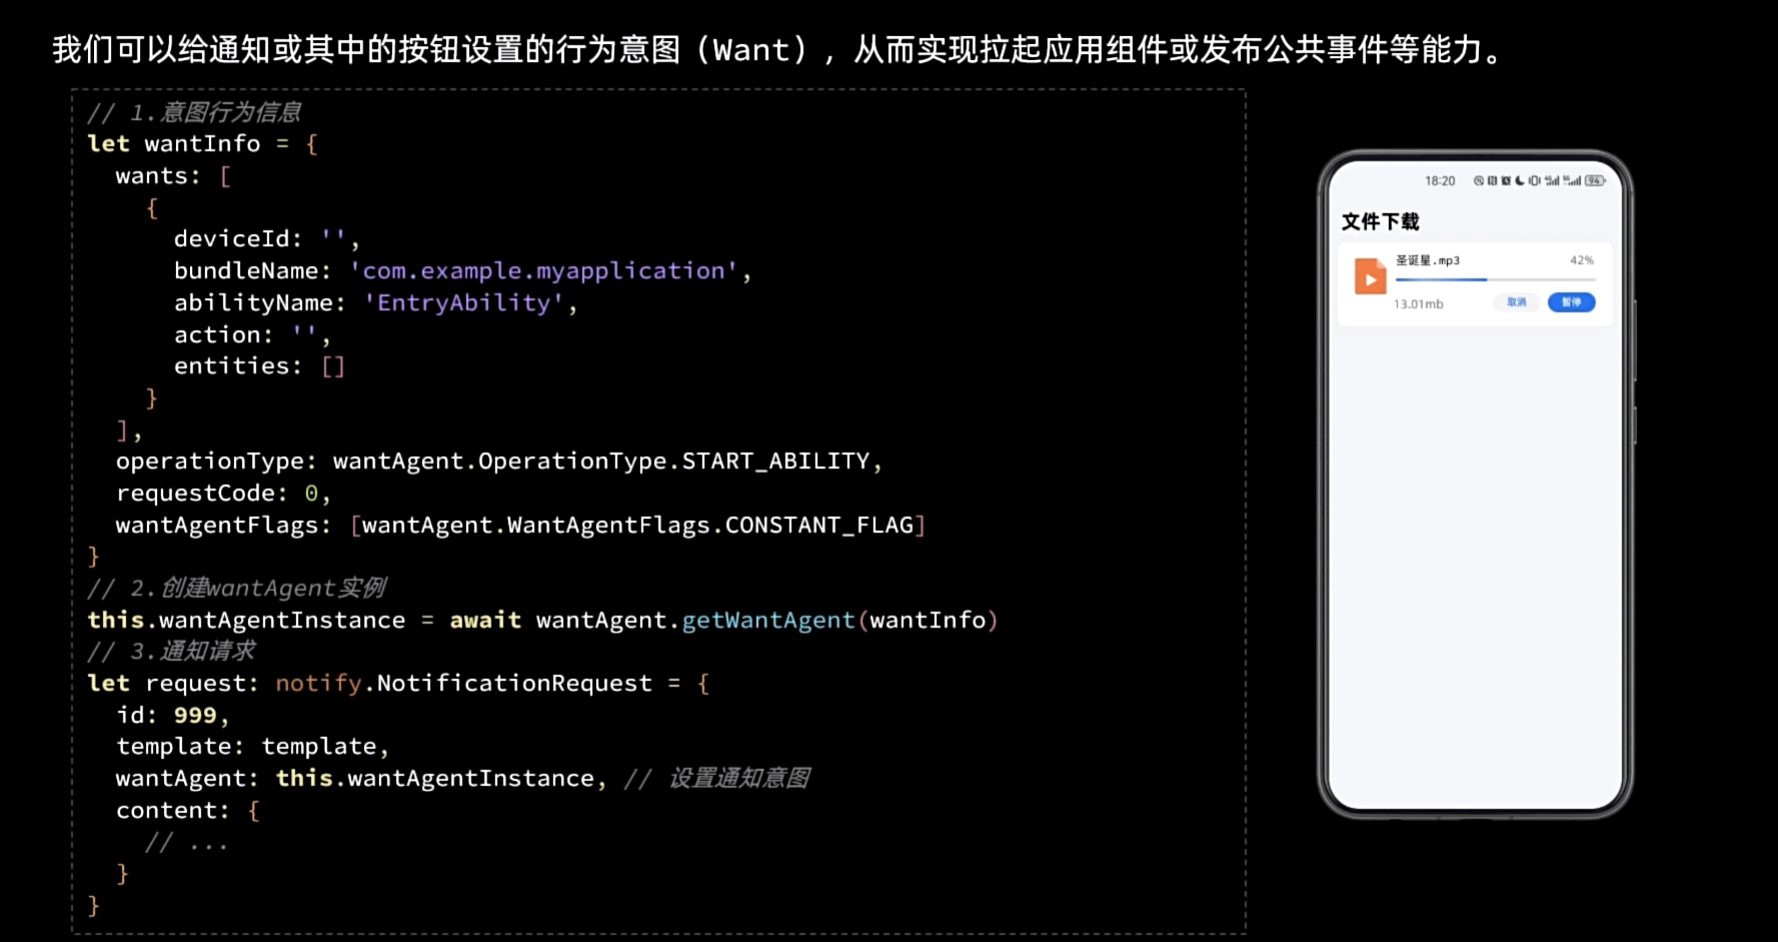 我们可以给通知或其中的按钮设置的行为意图（Want），从而实现拉起应用组件或发布公共事件等能力。
// 1.意图行为信息
let wantInfo = {
  wants: [
    {
      deviceId: '',
      bundleName: 'com.example.myapplication',
      abilityName: 'EntryAbility',
      action: '',
      entities: []
    }
  ],
  operationType: wantAgent.OperationType.START_ABILITY,
  requestCode: 0,
  wantAgentFlags: [wantAgent.WantAgentFlags.CONSTANT_FLAG]
}
// 2.创建wantAgent实例
this.wantAgentInstance = await wantAgent.getWantAgent(wantInfo)
// 3.通知请求
let request: notify.NotificationRequest = {
  id: 999,
  template: template,
  wantAgent: this.wantAgentInstance, // 设置通知意图
  content: {
    // ...
  }
}
18:20 94
文件下载
圣诞星.mp3 42%
13.01mb 取消 暂停